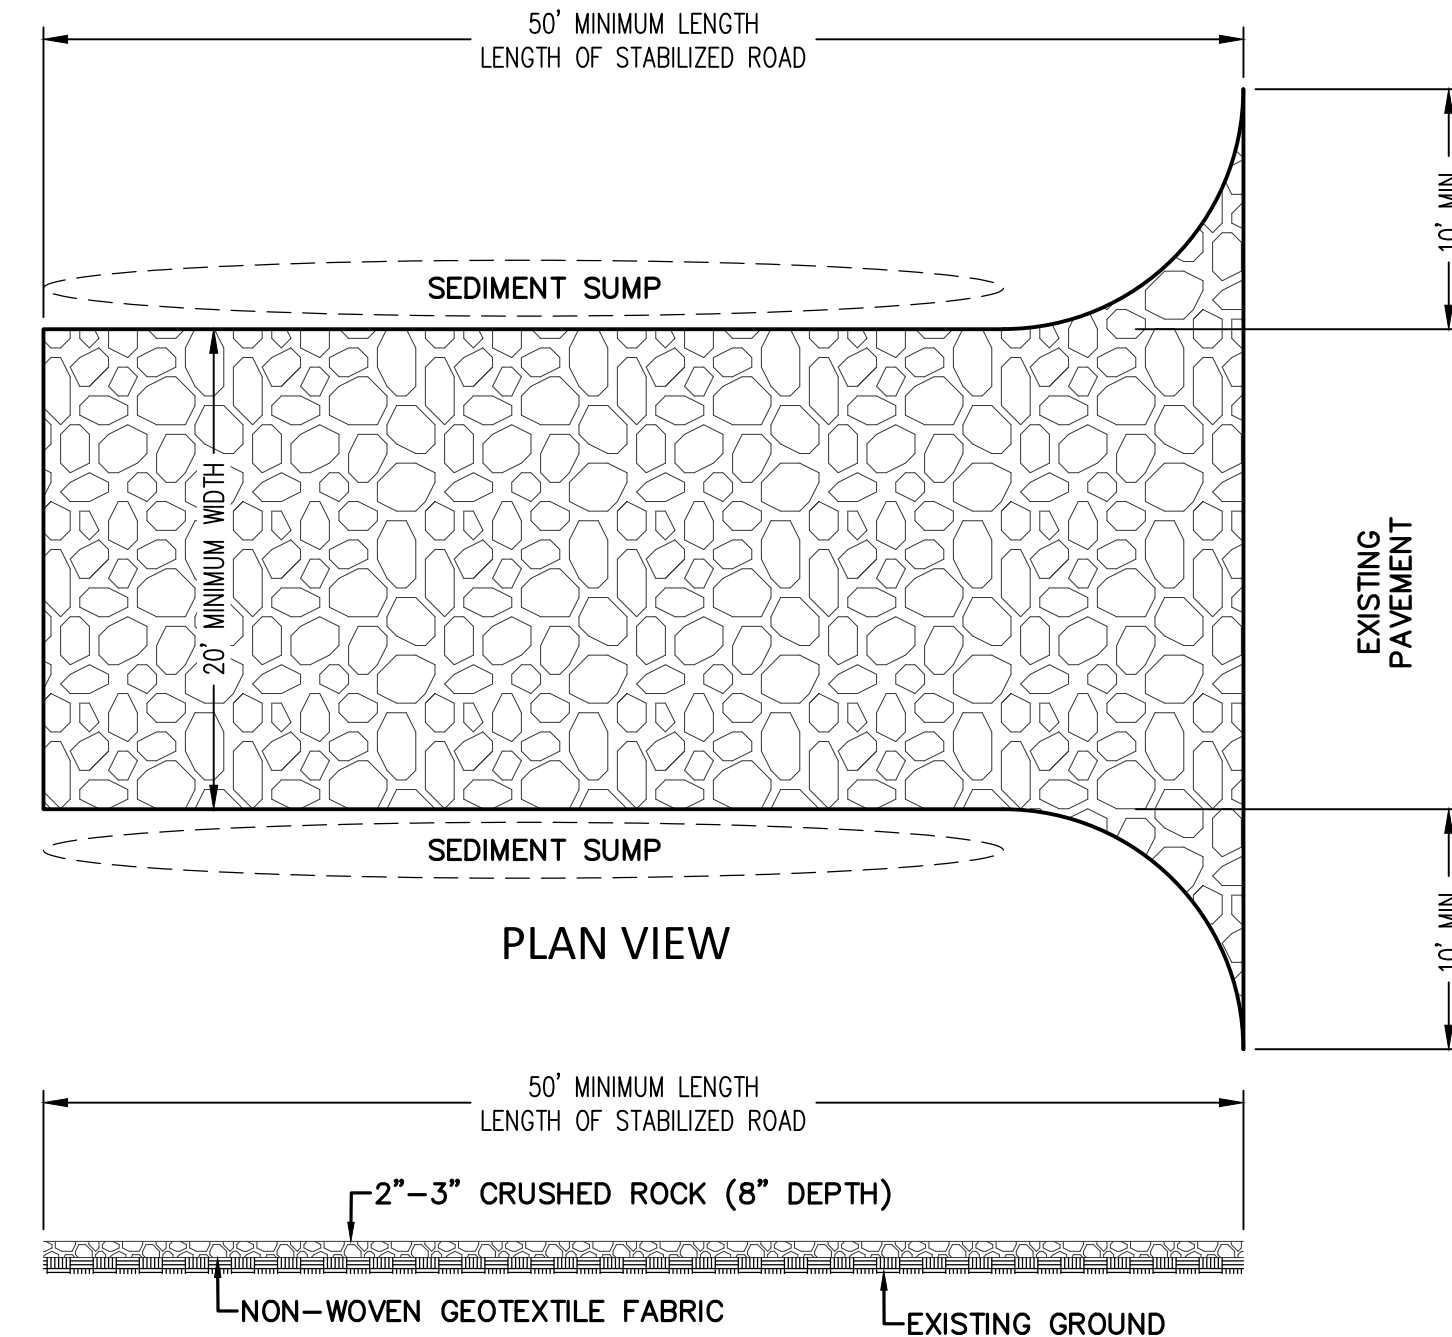 50' MINIMUM LENGTH
LENGTH OF STABILIZED ROAD
10' MIN
SEDIMENT SUMP
20' MINIMUM WIDTH
EXISTING
PAVEMENT
SEDIMENT SUMP
10' MIN
PLAN VIEW
50' MINIMUM LENGTH
LENGTH OF STABILIZED ROAD
2"-3" CRUSHED ROCK (8" DEPTH)
NON-WOVEN GEOTEXTILE FABRIC
EXISTING GROUND